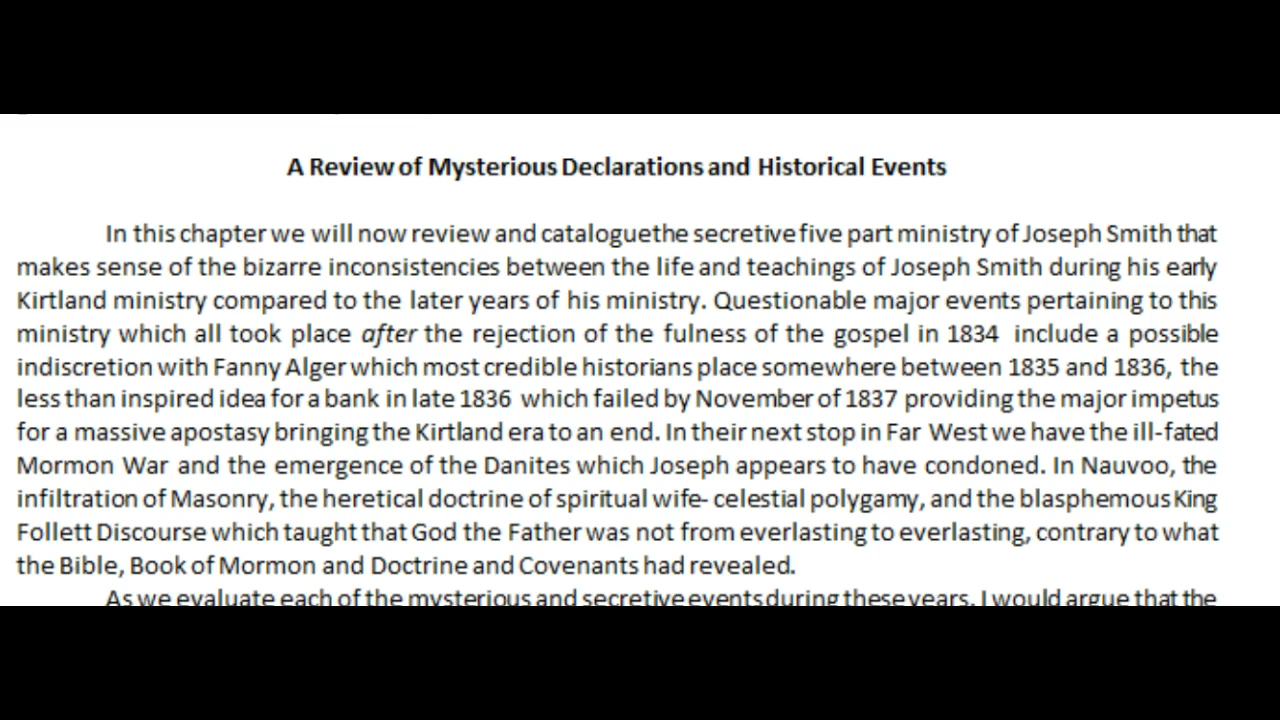 A Review of Mysterious Declarations and Historical Events
In this chapter we will now review and cataloguethe secretive five part ministry of Joseph Smith that
makes sense of the bizarre inconsistencies between the life and teachings of Joseph Smith during his early
Kirtland ministry compared to the later years of his ministry. Questionable major events pertaining to this
ministry which all took place after the rejection of the fulness of the gospel in 1834 include a possible
indiscretion with Fanny Alger which most credible historians place somewhere between 1835 and 1836, the
less than inspired idea for a bank in late 1836 which failed by November of 1837 providing the major impetus
for a massive apostasy bringing the Kirtland era to an end. In their next stop in Far West we have the ill-fated
Mormon War and the emergence of the Danites which Joseph appears to have condoned. In Nauvoo, the
infiltration of Masonry, the heretical doctrine of spiritual wife- celestial polygamy, and the blasphemous King
Follett Discourse which taught that God the Father was not from everlasting to everlasting, contrary to what
the Bible, Book of Mormon and Doctrine and Covenants had revealed.
As we evaluate each of the mysterious and secretive events during these years, I would argue that the